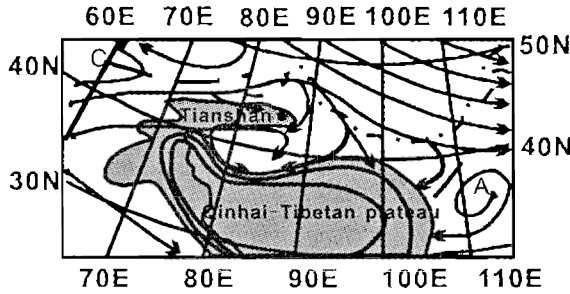 60E 70E 80E 90E 100E 110E
50N
40N
C
Tianshan
40N
30N
A
Qinhai-Tibetan plateau
70E 80E 90E 100E 110E